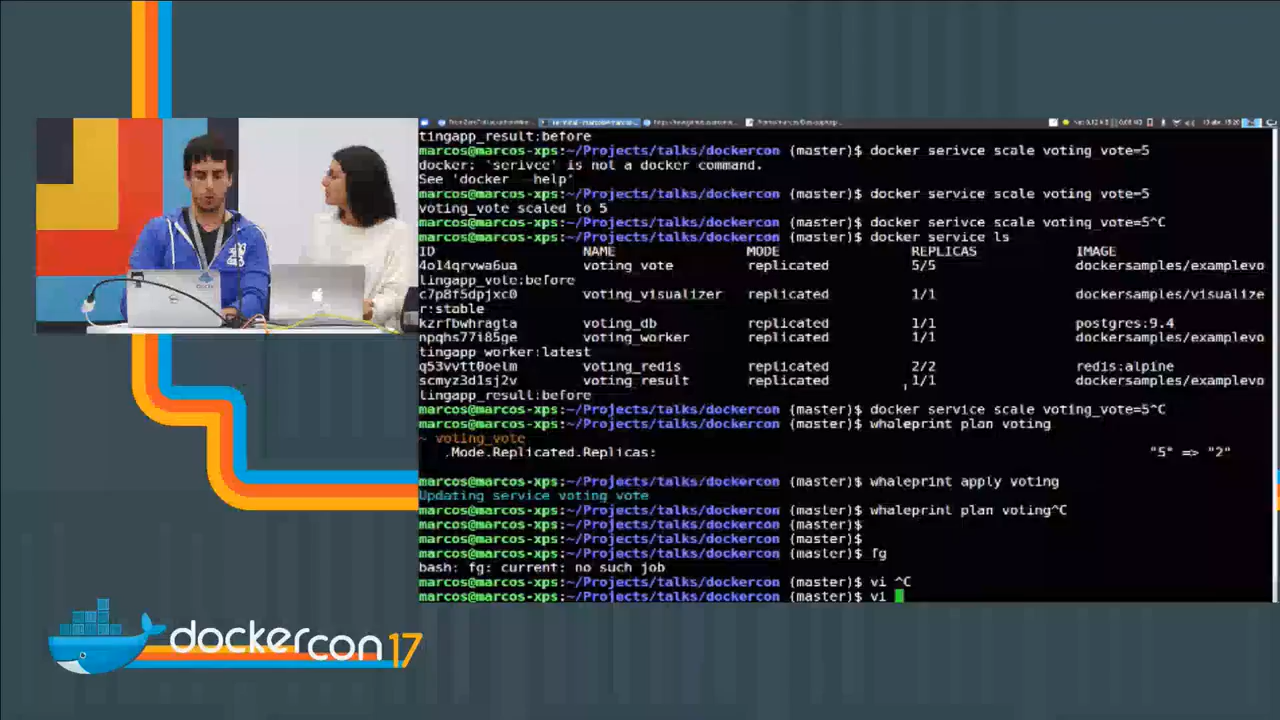 tingapp_result:before
marcos@marcos-xps:~/Projects/talks/dockercon (master)$ docker serivce scale voting_vote=5
docker: 'serivce' is not a docker command.
See 'docker --help'
marcos@marcos-xps:~/Projects/talks/dockercon (master)$ docker service scale voting_vote=5
voting_vote scaled to 5
marcos@marcos-xps:~/Projects/talks/dockercon (master)$ docker servivce scale voting_vote=5^C
marcos@marcos-xps:~/Projects/talks/dockercon (master)$ docker service ls
ID NAME MODE REPLICAS IMAGE
4o14qrvwa6ua voting_vote replicated 5/5 dockersamples/examplevo
tingapp_vote:before
c7p8f5dpjxc0 voting_visualizer replicated 1/1 dockersamples/visualize
r:stable
kzrfbwhragta voting_db replicated 1/1 postgres:9.4
npqhs77i85ge voting_worker replicated 1/1 dockersamples/examplevo
tingapp_worker:latest
q53vvtt0oelm voting_redis replicated 2/2 redis:alpine
scmyz3d1sj2v voting_result replicated 1/1 dockersamples/examplevo
tingapp_result:before
marcos@marcos-xps:~/Projects/talks/dockercon (master)$ docker service scale voting_vote=5^C
marcos@marcos-xps:~/Projects/talks/dockercon (master)$ whaleprint plan voting
~ voting_vote
.Mode.Replicated.Replicas: "5" => "2"
marcos@marcos-xps:~/Projects/talks/dockercon (master)$ whaleprint apply voting
Updating service voting_vote
marcos@marcos-xps:~/Projects/talks/dockercon (master)$ whaleprint plan voting^C
marcos@marcos-xps:~/Projects/talks/dockercon (master)$
marcos@marcos-xps:~/Projects/talks/dockercon (master)$
marcos@marcos-xps:~/Projects/talks/dockercon (master)$ fg
bash: fg: current: no such job
marcos@marcos-xps:~/Projects/talks/dockercon (master)$ vi ^C
marcos@marcos-xps:~/Projects/talks/dockercon (master)$ vi
dockercon 17